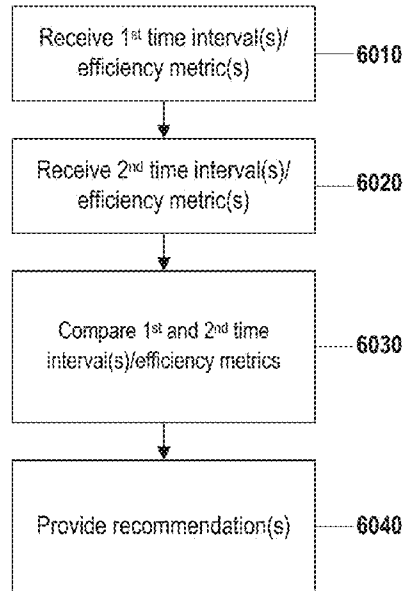 Receive 1st time interval(s)/
efficiency metric(s)
6010
Receive 2nd time interval(s)/
efficiency metric(s)
6020
Compare 1st and 2nd time
interval(s)/efficiency metrics
6030
Provide recommendation(s)
6040